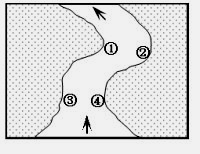 ① ②
③ ④